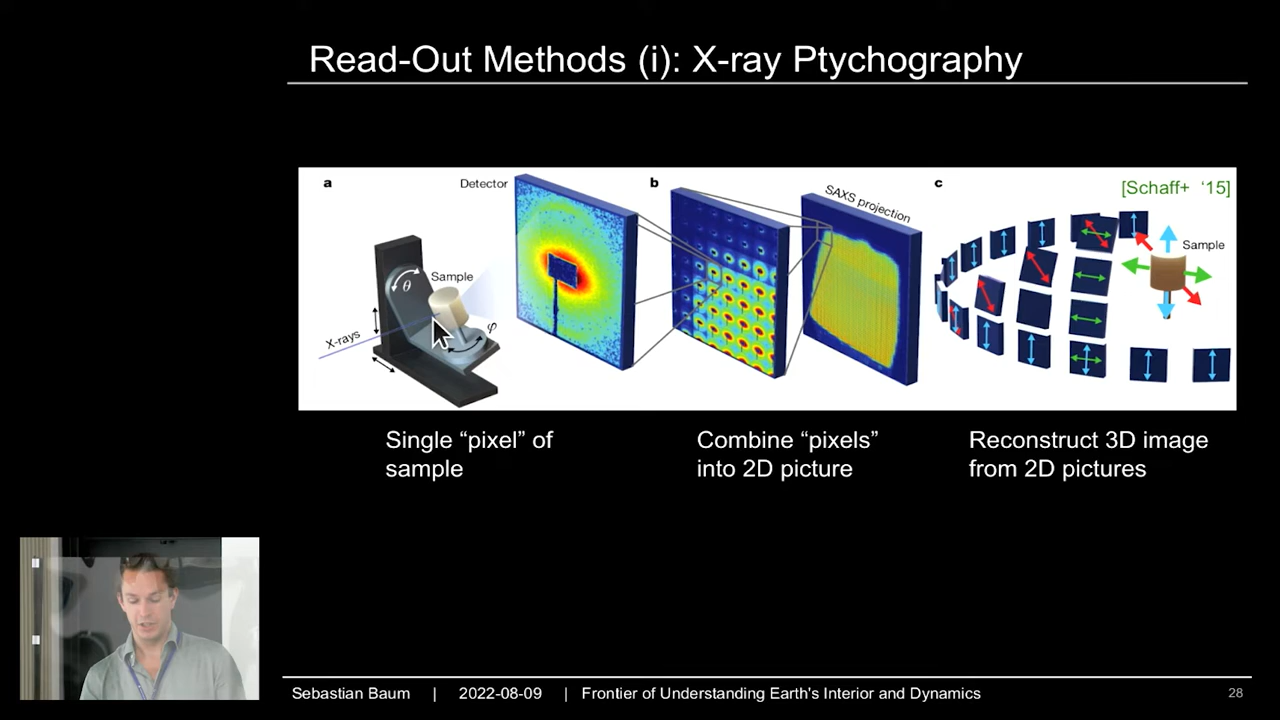 Read-Out Methods (i): X-ray Ptychography
a
Detector
b
SAXS projection
c
[Schaff+ ‘15]
Sample
θ
Sample
X-rays
φ
Single “pixel” of
sample
Combine “pixels”
into 2D picture
Reconstruct 3D image
from 2D pictures
Sebastian Baum | 2022-08-09 | Frontier of Understanding Earth's Interior and Dynamics
28